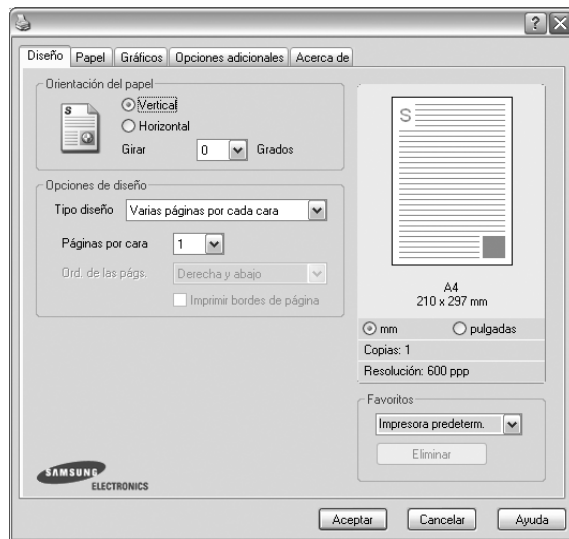 Diseño Papel Gráficos Opciones adicionales Acerca de
Orientación del papel
S
Vertical
Horizontal
Girar 0 Grados
Opciones de diseño
Tipo diseño Varias páginas por cada cara
Páginas por cara 1
Ord. de las págs. Derecha y abajo
Imprimir bordes de página
S
A4
210 x 297 mm
mm pulgadas
Copias: 1
Resolución: 600 ppp
Favoritos
Impresora predeterm.
Eliminar
SAMSUNG
ELECTRONICS
Aceptar Cancelar Ayuda